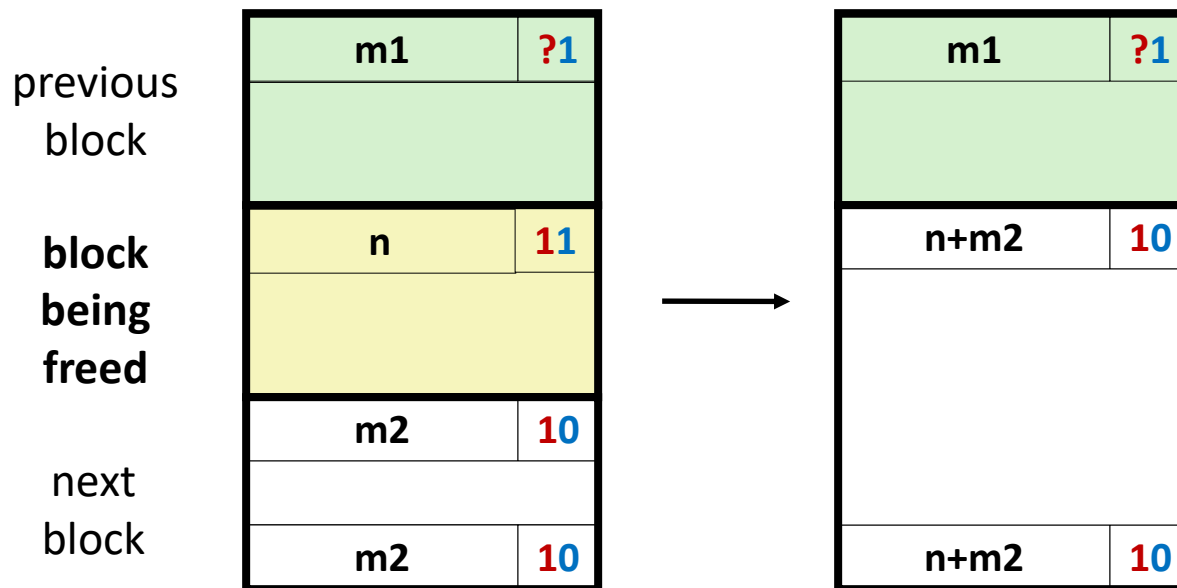 m1 ?1 m1 ?1
previous
block
n 11 n+m2 10
block
being
freed
m2 10
next
block
m2 10 n+m2 10